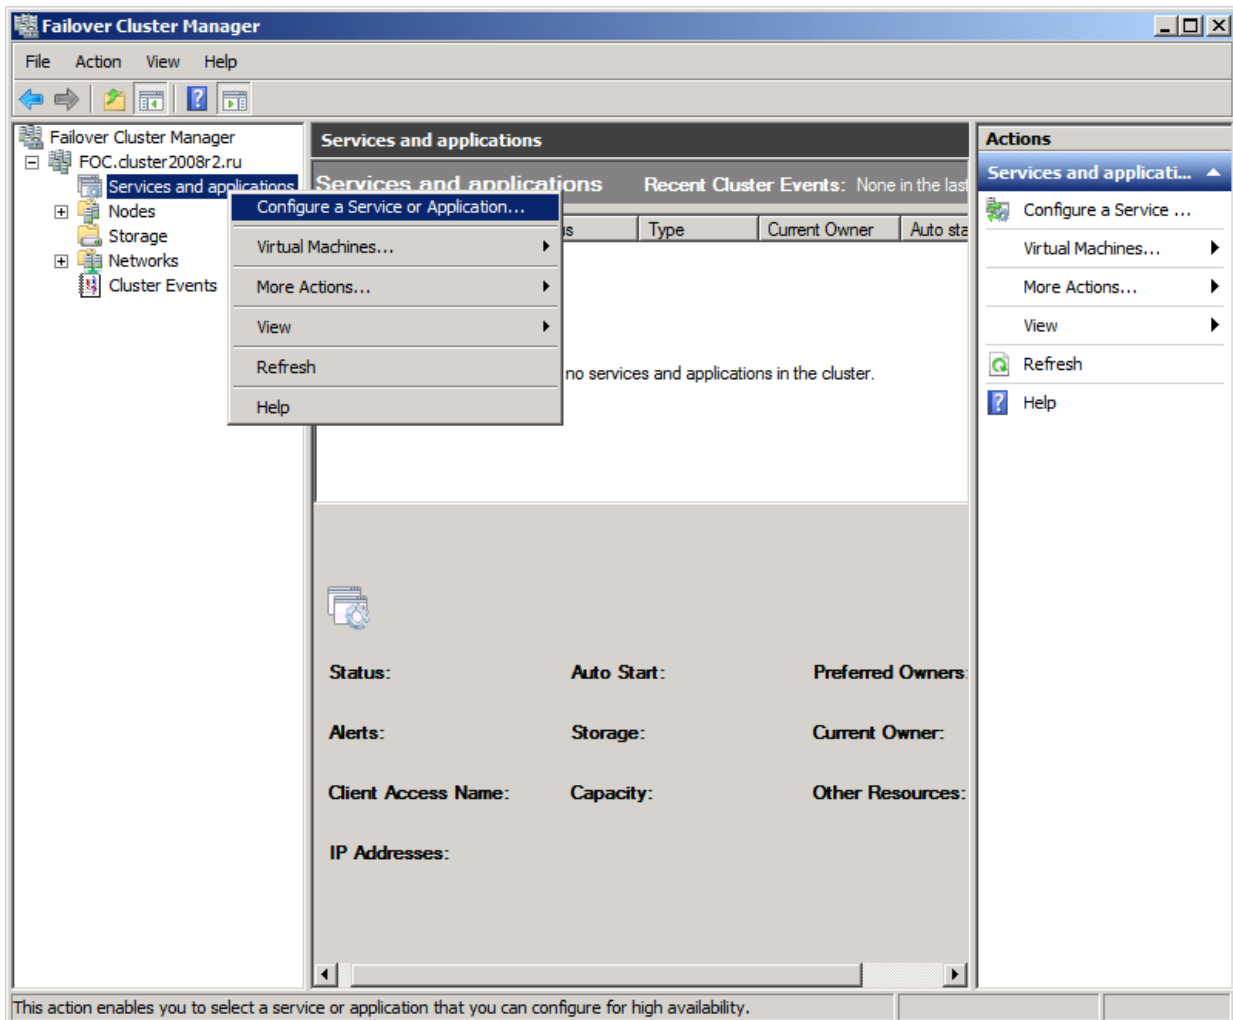 Failover Cluster Manager
File Action View Help
Failover Cluster Manager
FOC.cluster2008r2.ru
Services and applications
Nodes
Storage
Networks
Cluster Events
Configure a Service or Application...
Virtual Machines...
More Actions...
View
Refresh
Help
Services and applications
Services and applications Recent Cluster Events: None in the last
Type Current Owner Auto sta
no services and applications in the cluster.
Status: Auto Start: Preferred Owners:
Alerts: Storage: Current Owner:
Client Access Name: Capacity: Other Resources:
IP Addresses:
Actions
Services and applicati...
Configure a Service ...
Virtual Machines...
More Actions...
View
Refresh
Help
This action enables you to select a service or application that you can configure for high availability.